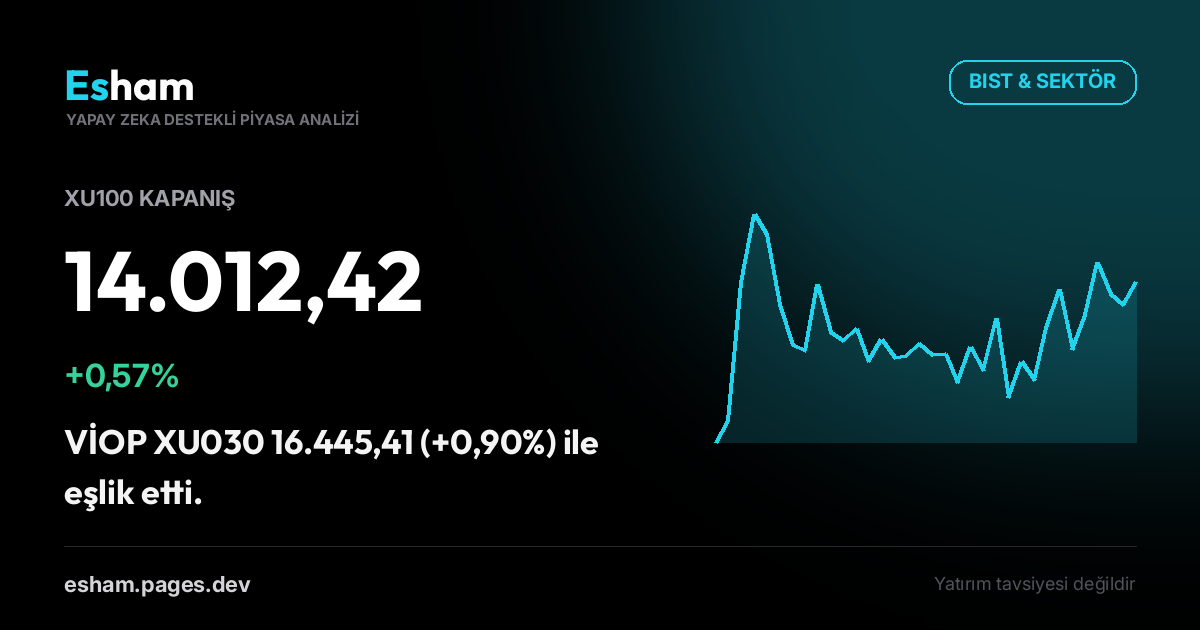 Esham
YAPAY ZEKA DESTEKLİ PİYASA ANALİZİ
BIST & SEKTÖR
XU100 KAPANIŞ
14.012,42
+0,57%
VİOP XU030 16.445,41 (+0,90%) ile
eşlik etti.
esham.pages.dev
Yatırım tavsiyesi değildir